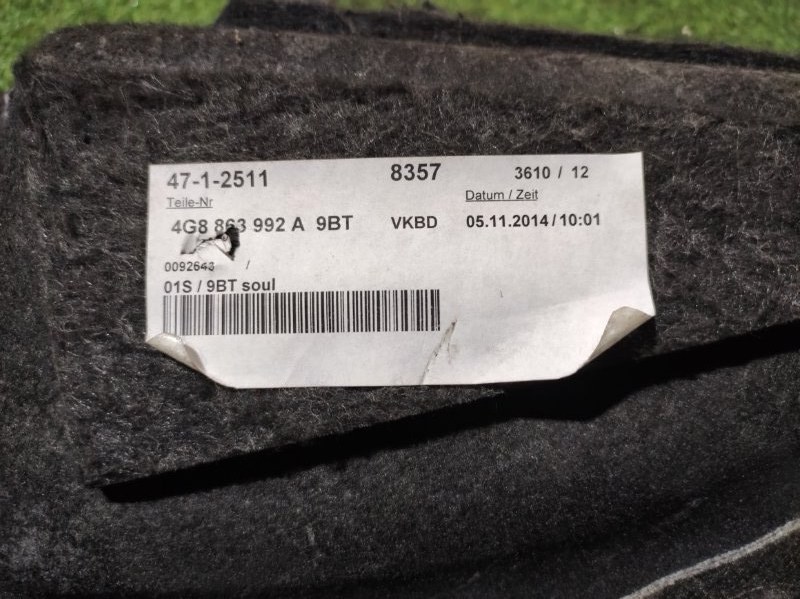 47-1-2511 8357 3610 / 12
Teile-Nr Datum / Zeit
4G8 863 992 A 9BT VKBD 05.11.2014 / 10:01
0092643 /
01S / 9BT soul